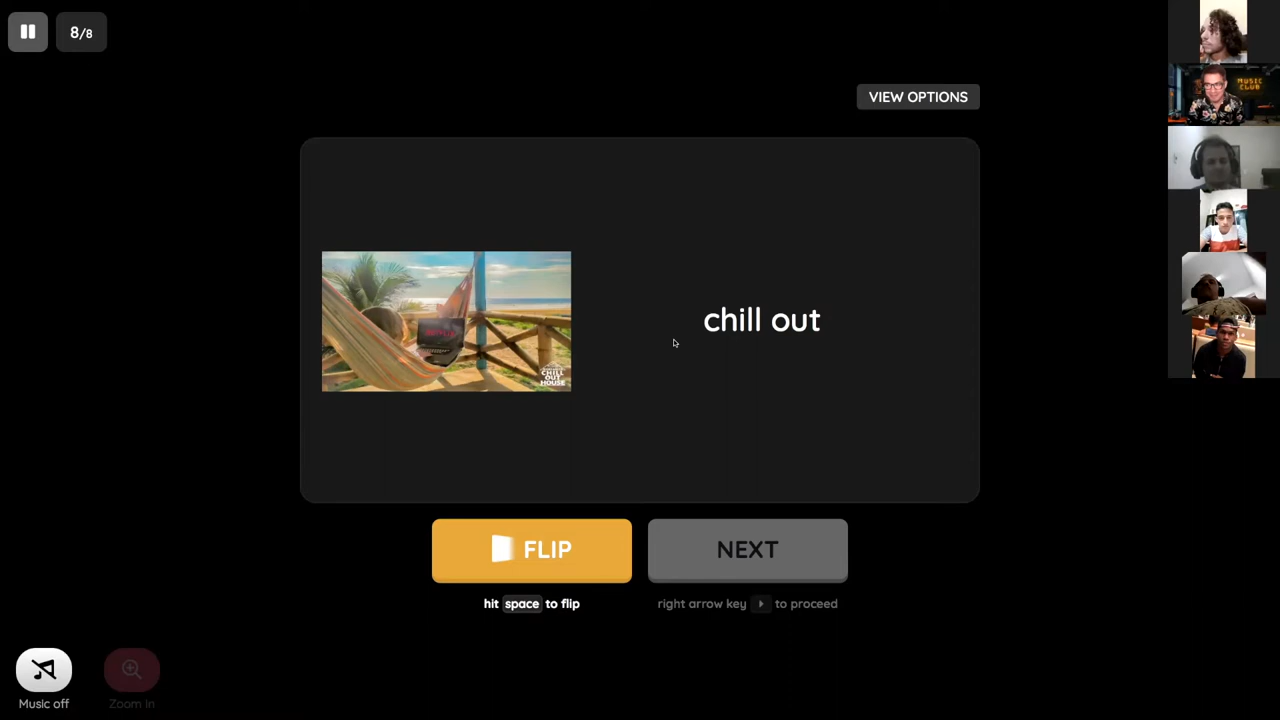 8/8
VIEW OPTIONS
chill out
NETFLIX
CHILL
OUT
HOUSE
FLIP
NEXT
hit space to flip
right arrow key to proceed
Music off
Zoom In
MUSIC
CLUB